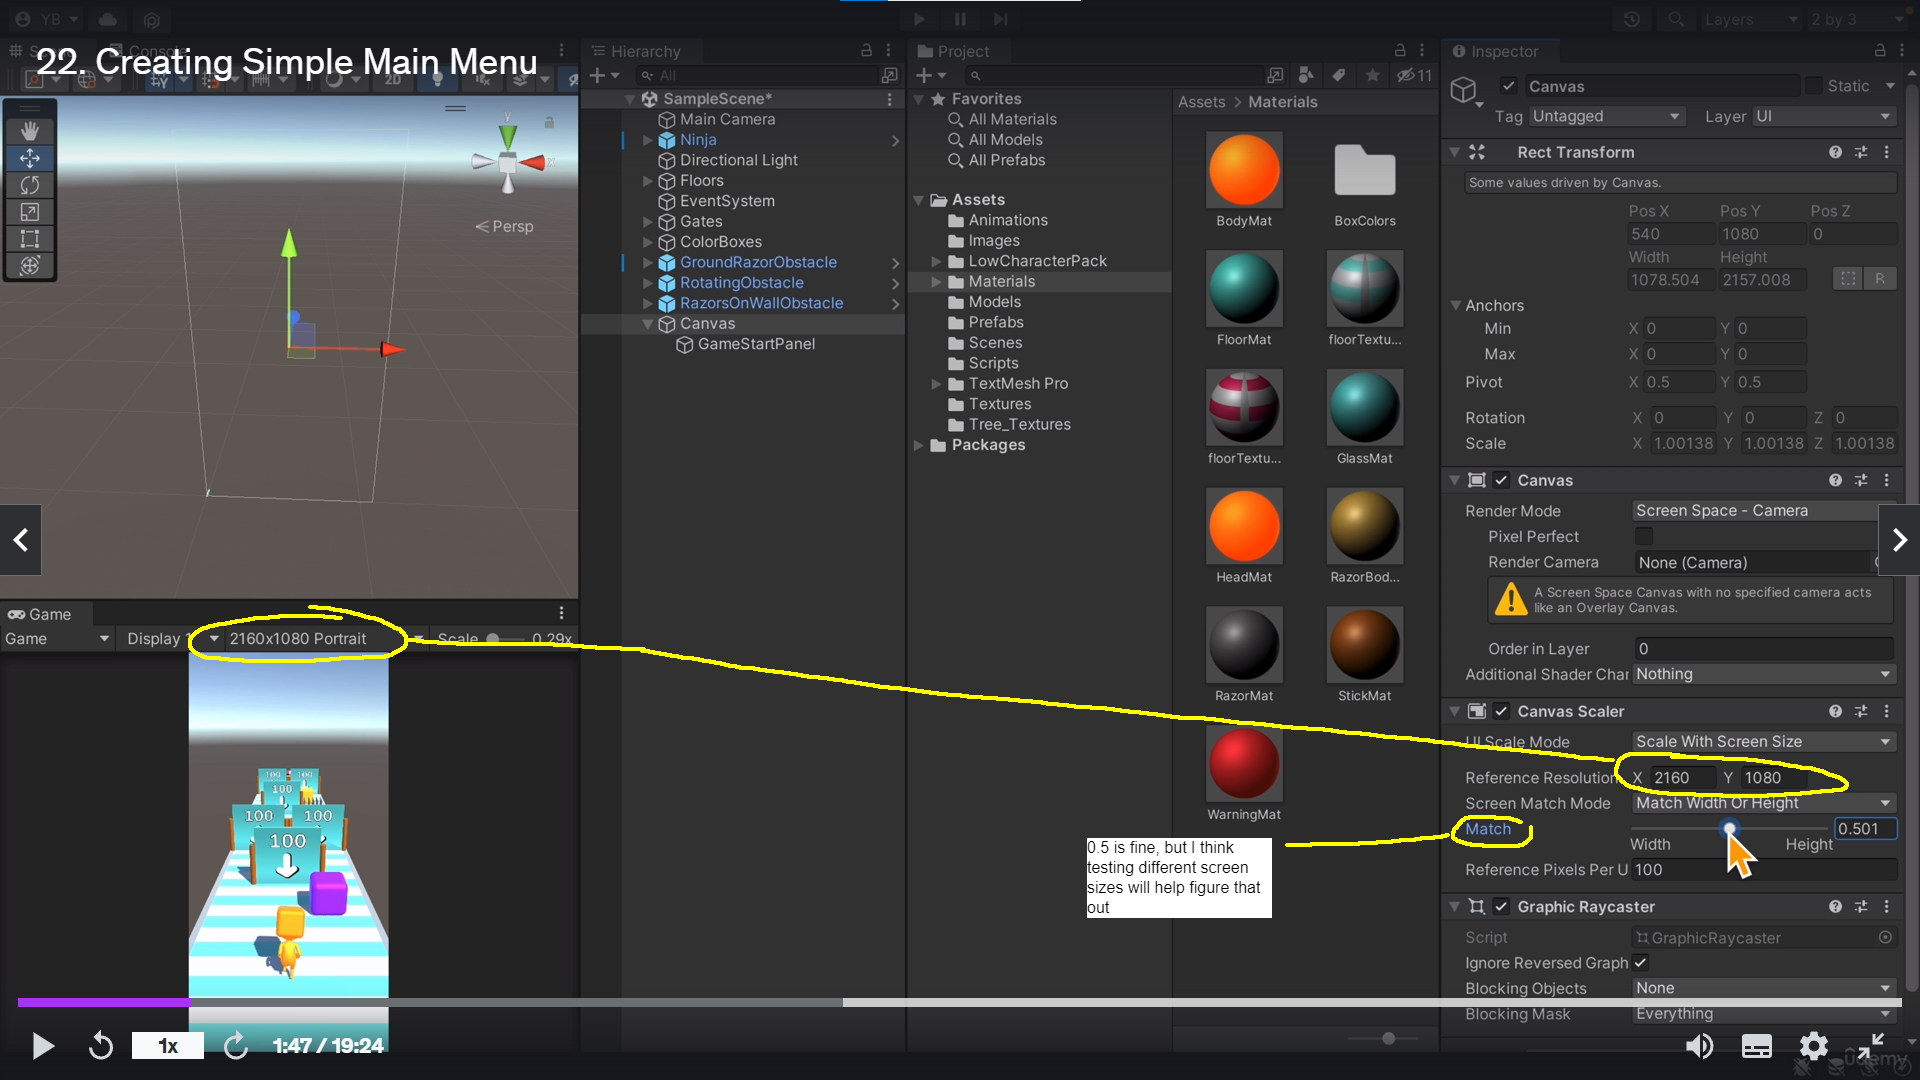 YB
Layers
2 by 3
22. Creating Simple Main Menu
Console
2D
Persp
y
Hierarchy
All
SampleScene*
Main Camera
Ninja
Directional Light
Floors
EventSystem
Gates
ColorBoxes
GroundRazorObstacle
RotatingObstacle
RazorsOnWallObstacle
Canvas
GameStartPanel
Project
11
Favorites
All Materials
All Models
All Prefabs
Assets
Animations
Images
LowCharacterPack
Materials
Models
Prefabs
Scenes
Scripts
TextMesh Pro
Textures
Tree_Textures
Packages
Assets > Materials
BodyMat
BoxColors
FloorMat
floorTextu...
floorTextu...
GlassMat
HeadMat
RazorBod...
RazorMat
StickMat
WarningMat
Inspector
Canvas
Static
Tag Untagged
Layer UI
Rect Transform
Some values driven by Canvas.
Pos X Pos Y Pos Z
540 1080 0
Width Height
1078.504 2157.008
R
Anchors
Min X 0 Y 0
Max X 0 Y 0
Pivot X 0.5 Y 0.5
Rotation X 0 Y 0 Z 0
Scale X 1.00138 Y 1.00138 Z 1.00138
Canvas
Render Mode Screen Space - Camera
Pixel Perfect
Render Camera None (Camera)
A Screen Space Canvas with no specified camera acts
like an Overlay Canvas.
Order in Layer 0
Additional Shader Char Nothing
Canvas Scaler
UI Scale Mode Scale With Screen Size
Reference Resolution X 2160 Y 1080
Screen Match Mode Match Width Or Height
Match 0.501
Width Height
Reference Pixels Per U 100
Graphic Raycaster
Script GraphicRaycaster
Ignore Reversed Graph
Blocking Objects None
Blocking Mask Everything
Game
Game Display 1 2160x1080 Portrait Scale 0.29x
100 100
100
100 100
100
0.5 is fine, but I think
testing different screen
sizes will help figure that
out
1x
1:47 / 19:24
ûdemy